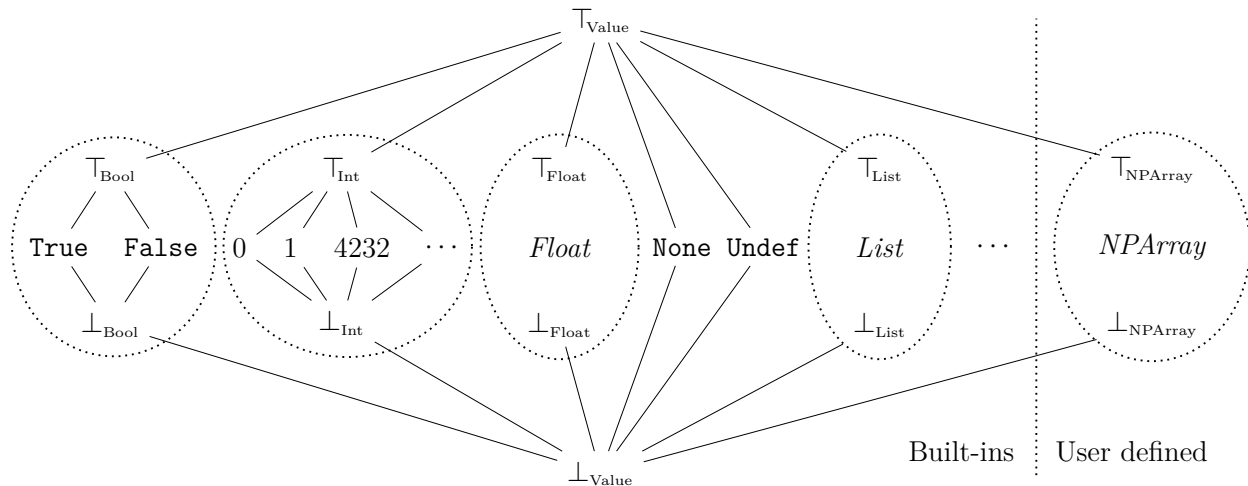 ⊤Value
⊤Bool ⊤Int ⊤Float ⊤List ⊤NPArray
True False 0 1 4232 ⋯ Float None Undef List ⋯ NPArray
⊥Bool ⊥Int ⊥Float ⊥List ⊥NPArray
Built-ins User defined
⊥Value